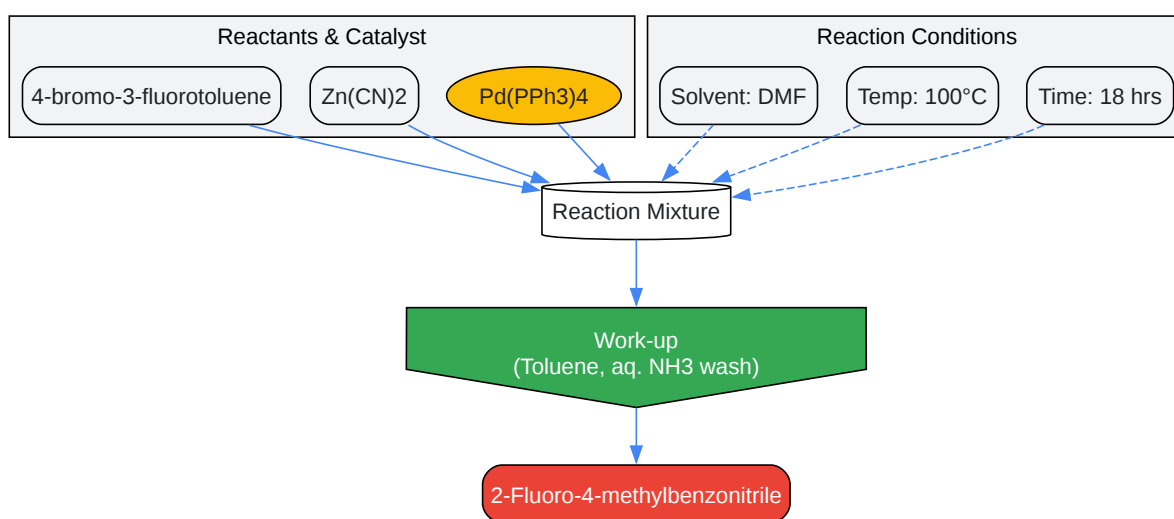 Reactants & Catalyst
Reaction Conditions
4-bromo-3-fluorotoluene
Zn(CN)2
Pd(PPh3)4
Solvent: DMF
Temp: 100°C
Time: 18 hrs
Reaction Mixture
Work-up
(Toluene, aq. NH3 wash)
2-Fluoro-4-methylbenzonitrile